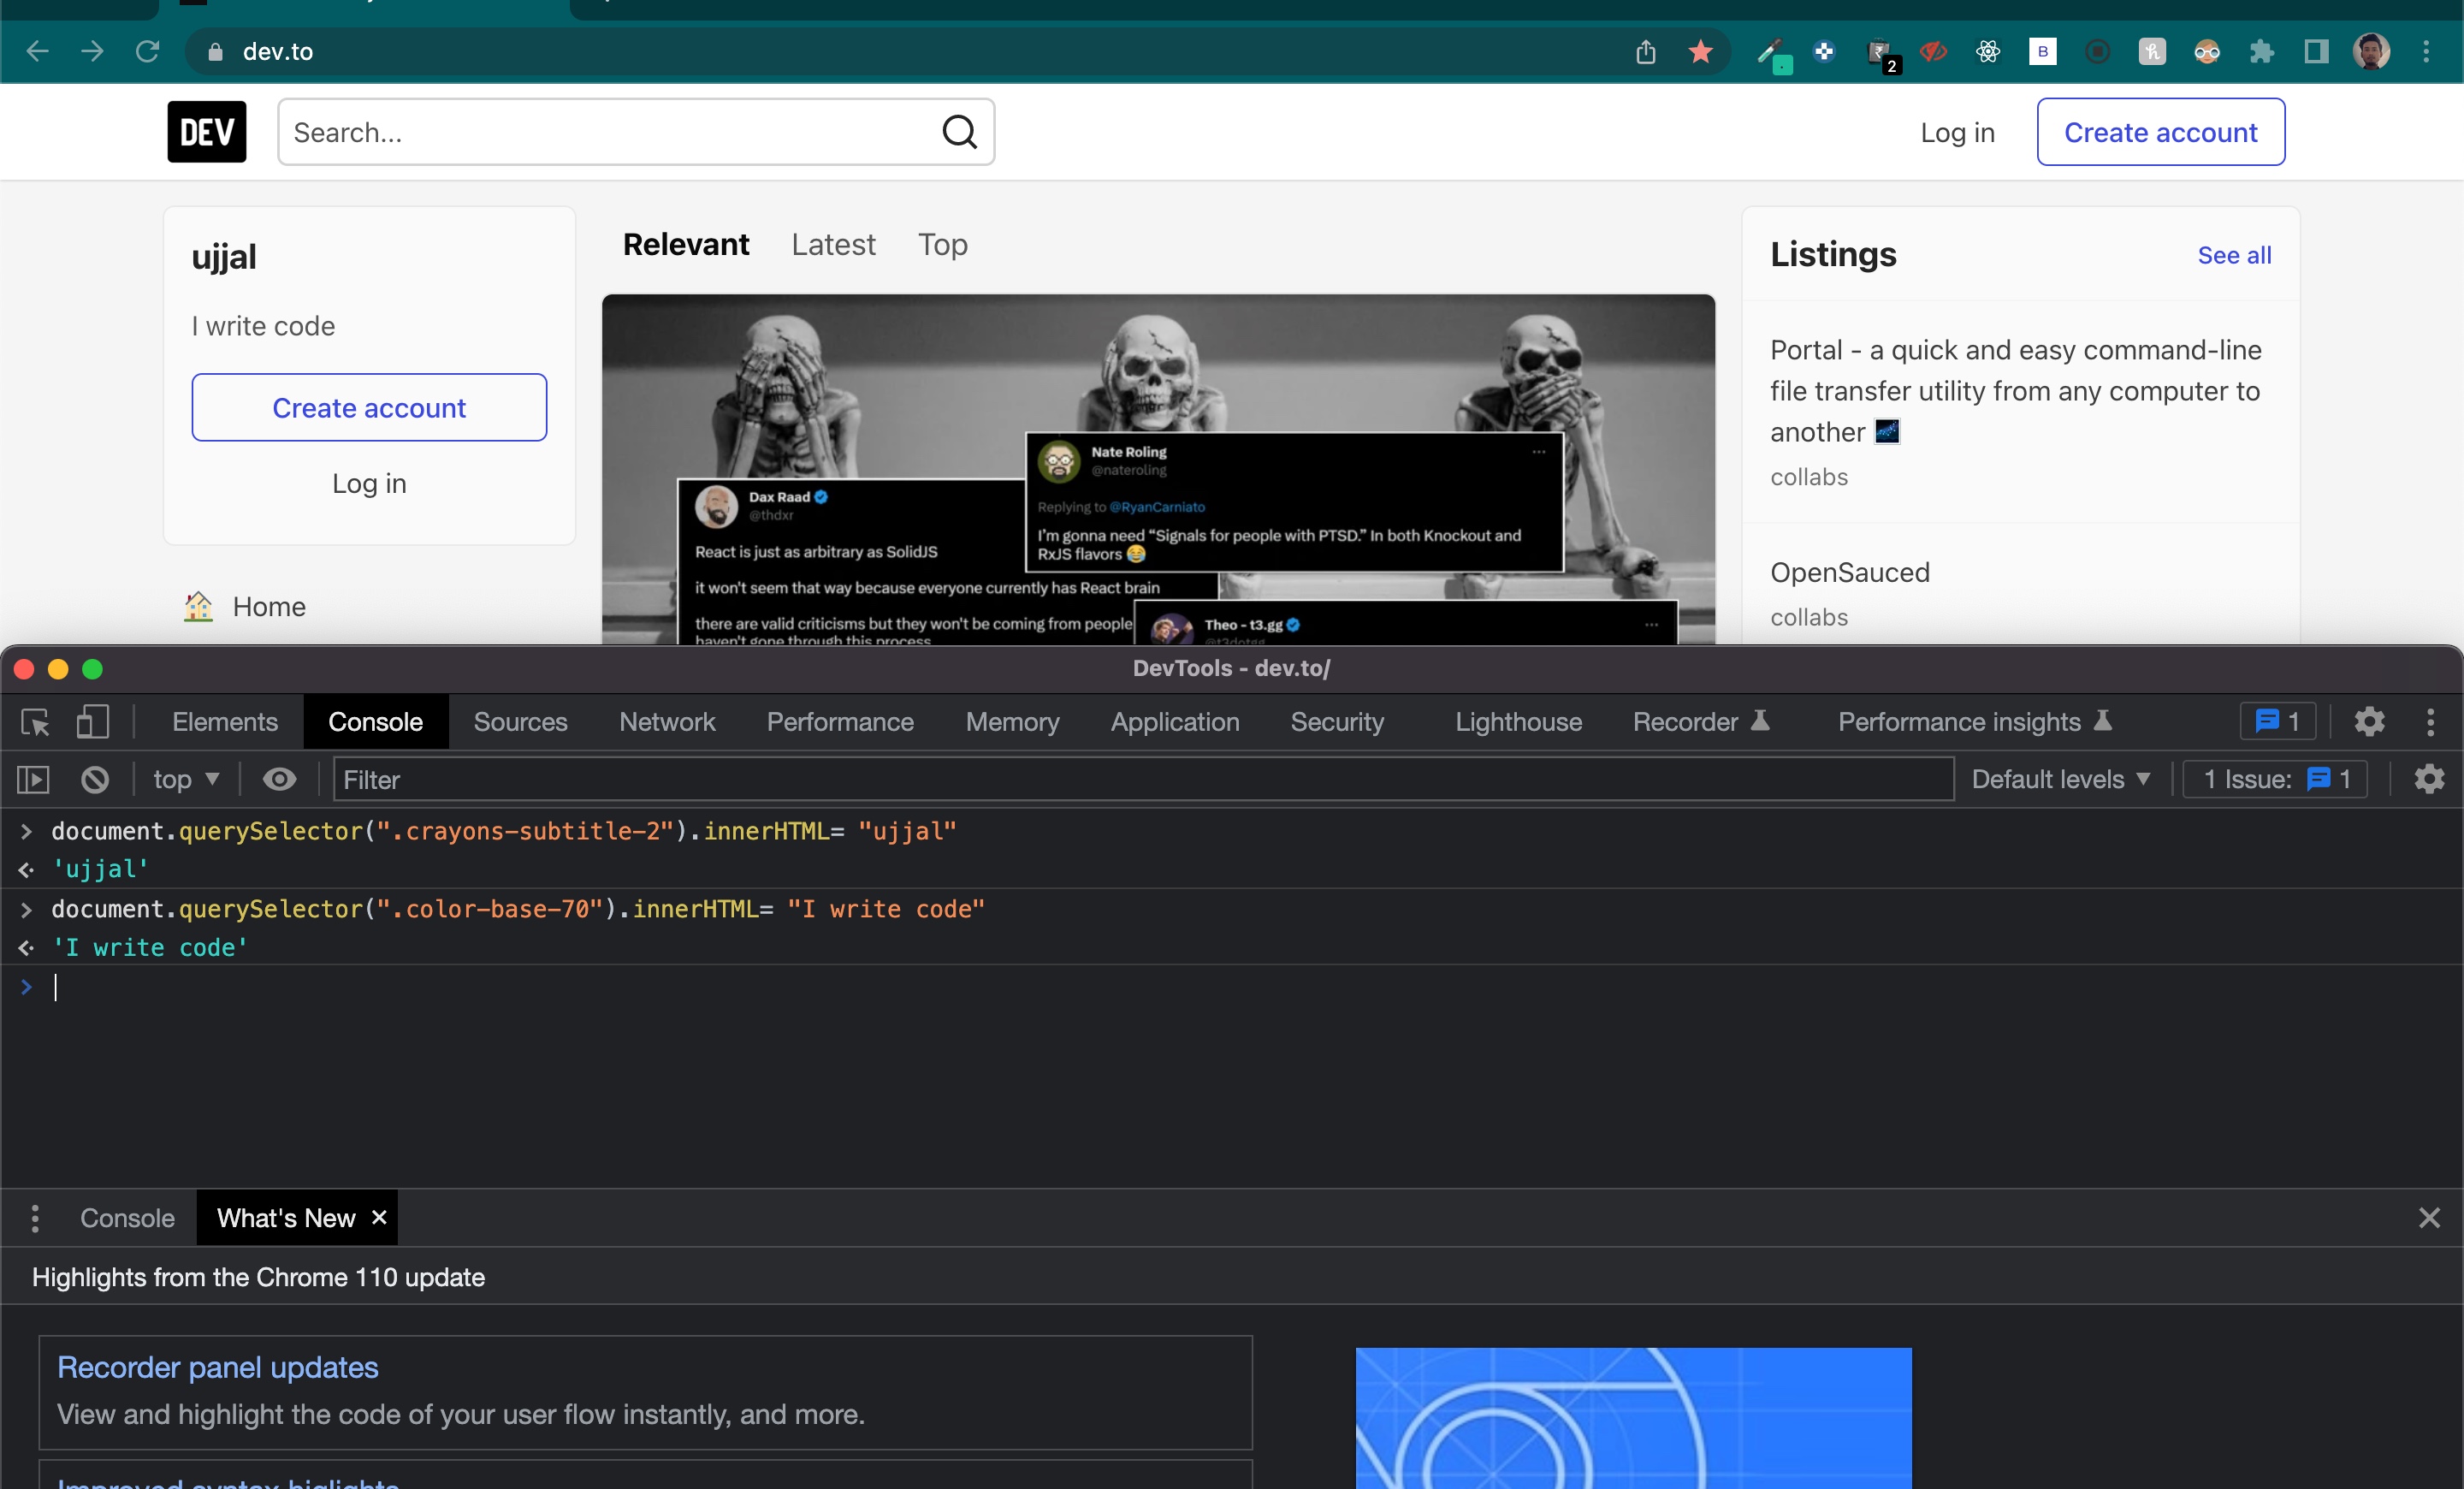 dev.to
2
B
DEV
Search...
Log in
Create account
ujjal
I write code
Create account
Log in
Home
Relevant Latest Top
Nate Roling
@nateroling
Replying to @RyanCarniato
I'm gonna need “Signals for people with PTSD.” In both Knockout and
RxJS flavors 😂
Dax Raad
@thdxr
React is just as arbitrary as SolidJS
it won't seem that way because everyone currently has React brain
there are valid criticisms but they won't be coming from people
haven't gone through this process
Theo - t3.gg
@t3dotgg
Listings
See all
Portal - a quick and easy command-line
file transfer utility from any computer to
another 🌌
collabs
OpenSauced
collabs
DevTools - dev.to/
Elements Console Sources Network Performance Memory Application Security Lighthouse Recorder Performance insights 1
top ▼ Filter Default levels ▼ 1 Issue: 1
> document.querySelector(".crayons-subtitle-2").innerHTML= "ujjal"
'ujjal'
> document.querySelector(".color-base-70").innerHTML= "I write code"
'I write code'
>
Console What's New ×
Highlights from the Chrome 110 update
Recorder panel updates
View and highlight the code of your user flow instantly, and more.
Improved syntax higlights